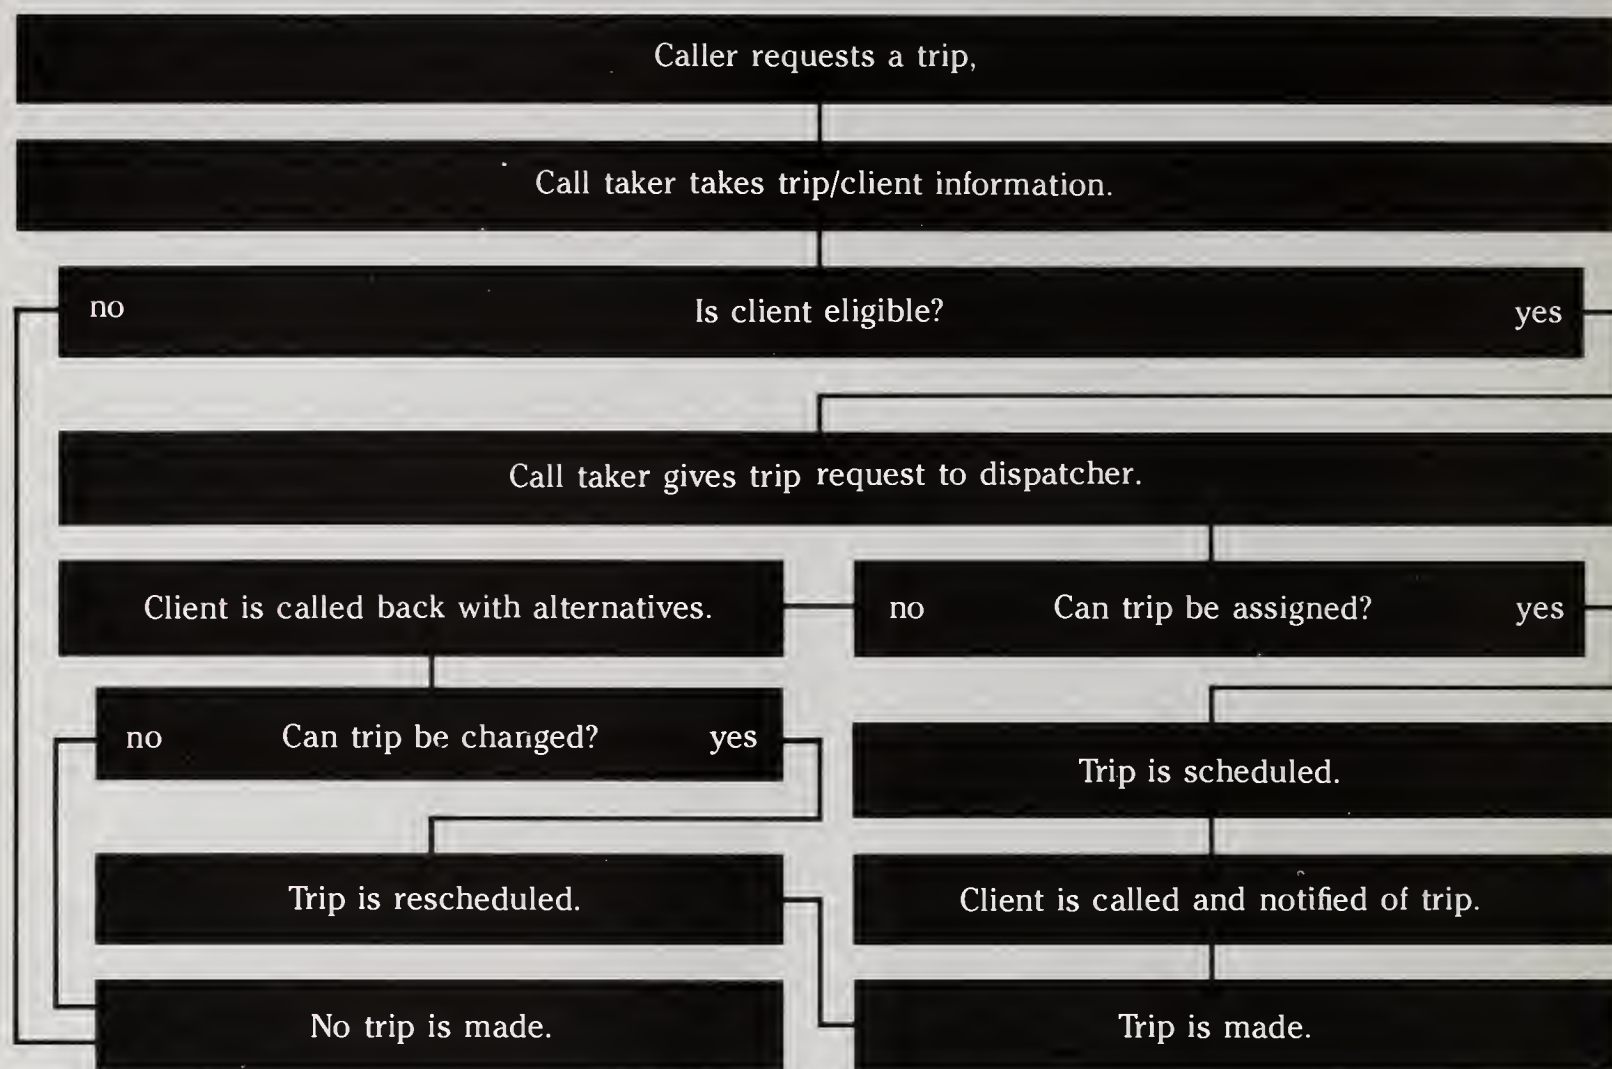 Caller requests a trip,
Call taker takes trip/client information.
no Is client eligible? yes
Call taker gives trip request to dispatcher.
Client is called back with alternatives.
no Can trip be assigned? yes
no Can trip be changed? yes
Trip is scheduled.
Trip is rescheduled.
Client is called and notified of trip.
No trip is made.
Trip is made.